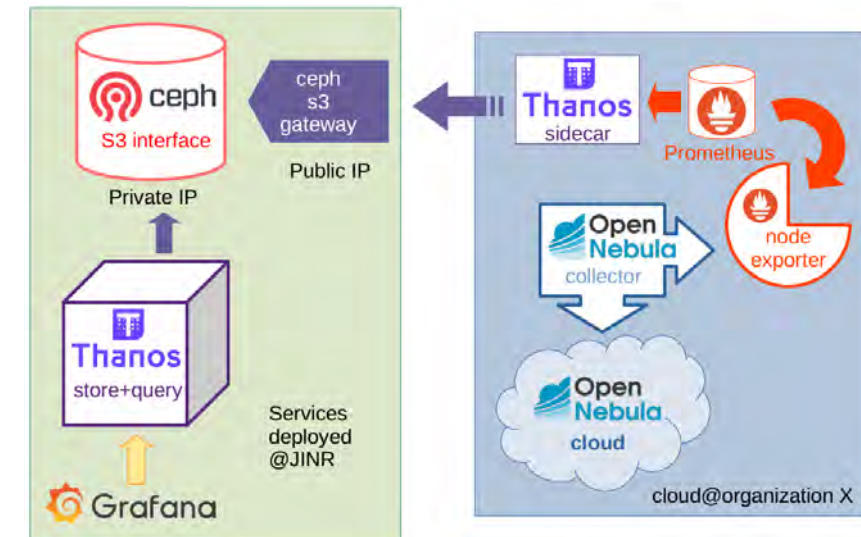 ceph
S3 interface
ceph
s3
gateway
Public IP
Private IP
Thanos
store+query
Services
deployed
@JINR
Grafana
Thanos
sidecar
Prometheus
node
exporter
Open
Nebula
collector
Open
Nebula
cloud
cloud@organization X